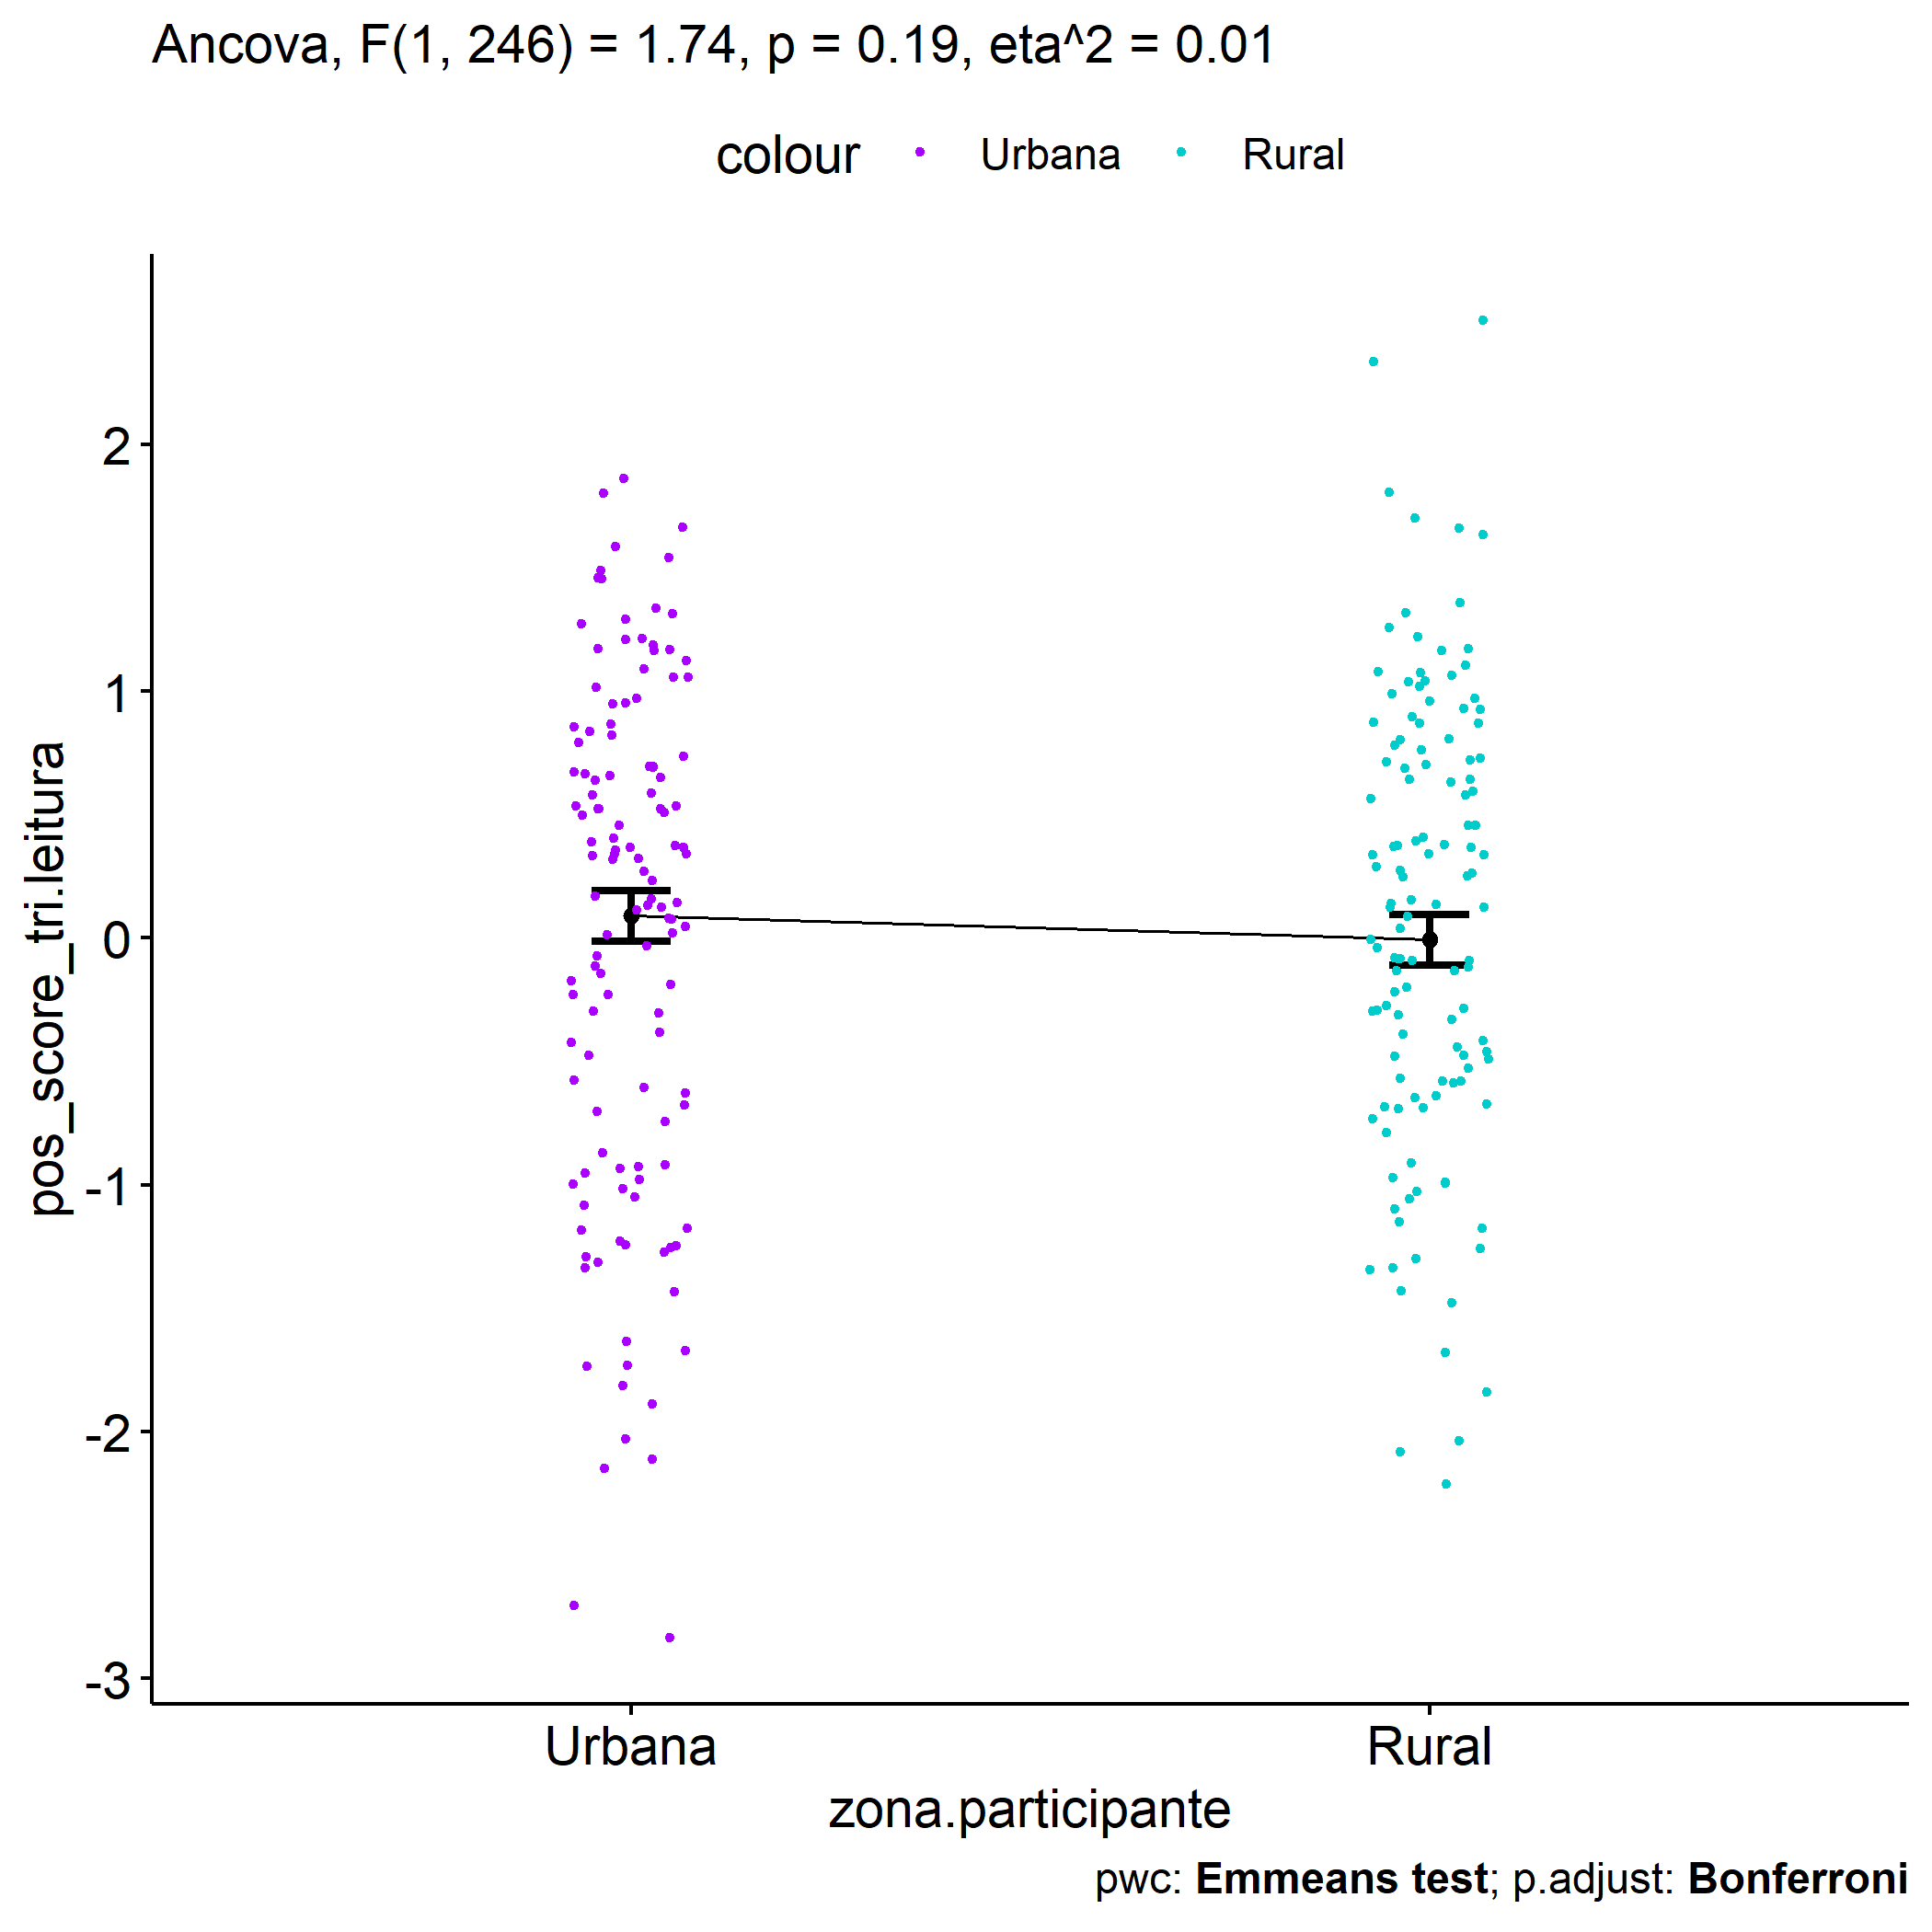 Ancova, F(1, 246) = 1.74, p = 0.19, eta^2 = 0.01
colour Urbana Rural
pos_score_tri.leitura
2
1
0
-1
-2
-3
Urbana Rural
zona.participante
pwc: Emmeans test; p.adjust: Bonferroni